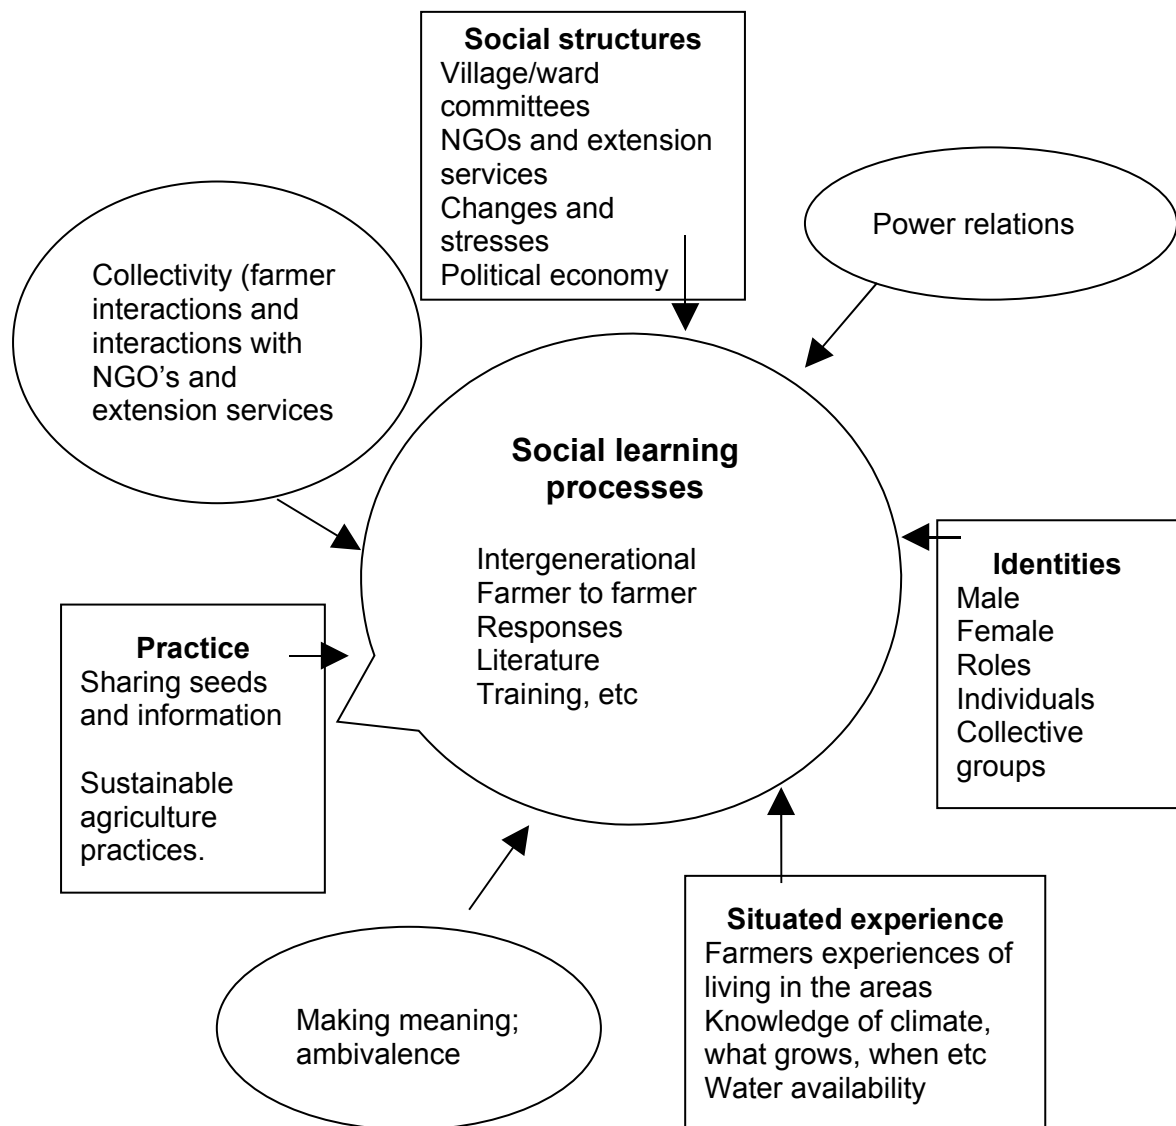 Social structures
Village/ward
committees
NGOs and extension
services
Changes and
stresses
Political economy
Power relations
Collectivity (farmer
interactions and
interactions with
NGO's and
extension services
Social learning
processes
Intergenerational
Farmer to farmer
Responses
Literature
Training, etc
Identities
Male
Female
Roles
Individuals
Collective
groups
Practice
Sharing seeds
and information
Sustainable
agriculture
practices.
Situated experience
Farmers experiences of
living in the areas
Knowledge of climate,
what grows, when etc
Water availability
Making meaning;
ambivalence